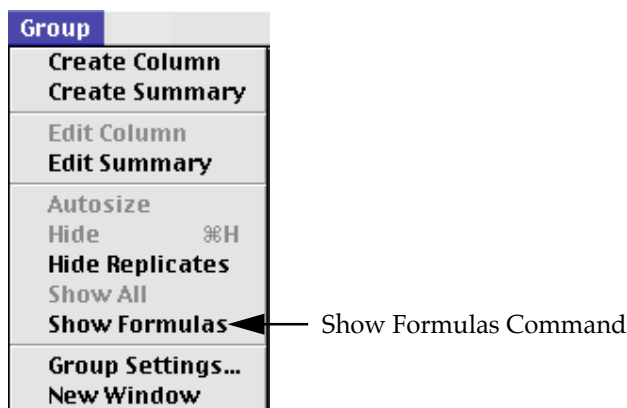 Group
Create Column
Create Summary
Edit Column
Edit Summary
Autosize
Hide ⌘H
Hide Replicates
Show All
Show Formulas Show Formulas Command
Group Settings...
New Window